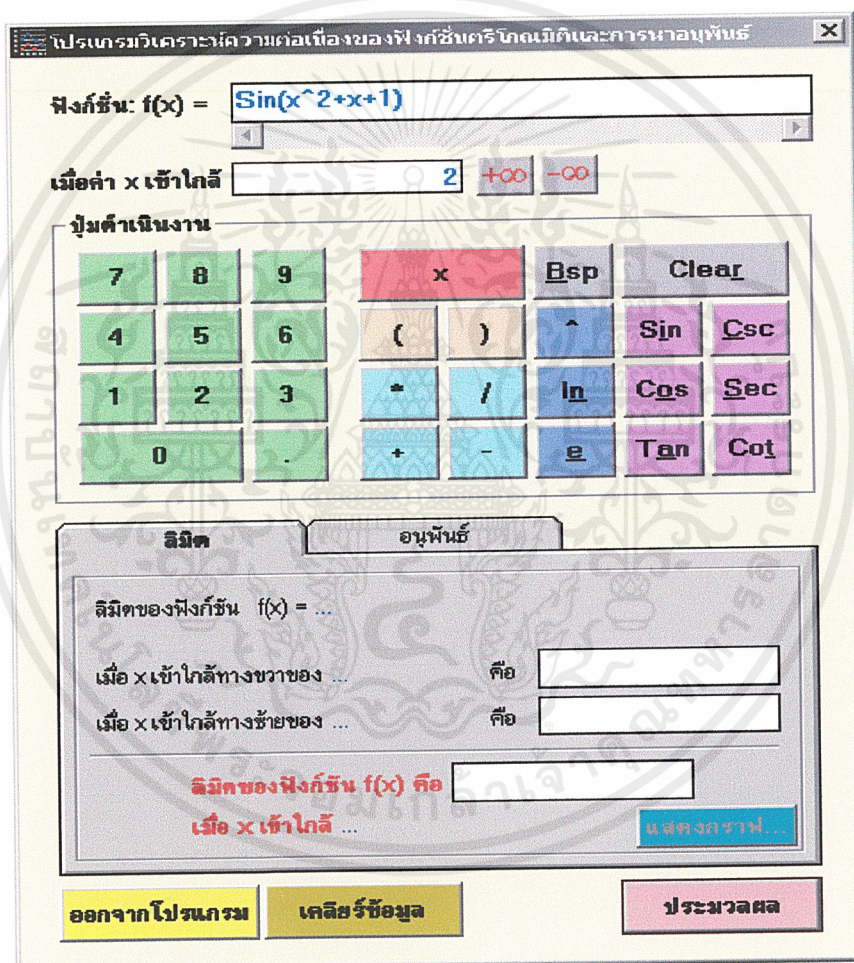 โปรแกรมวิเคราะห์ความต่อเนื่องของฟังก์ชั่นตรีโกณมิติและการหาอนุพันธ์
ฟังก์ชั่น: f(x) = Sin(x^2+x+1)
เมื่อค่า x เข้าใกล้ 2 +∞ -∞
ปุ่มดำเนินงาน
7 8 9 x Bsp Clear
4 5 6 ( ) ^ Sin Csc
1 2 3 * / ln Cos Sec
0 . + - e Tan Cot
ลิมิต อนุพันธ์
ลิมิตของฟังก์ชัน f(x) = ...
เมื่อ x เข้าใกล้ทางขวาของ ... คือ
เมื่อ x เข้าใกล้ทางซ้ายของ ... คือ
ลิมิตของฟังก์ชัน f(x) คือ
เมื่อ x เข้าใกล้ ...
แสดงกราฟ...
ออกจากโปรแกรม เคลียร์ข้อมูล ประมวลผล